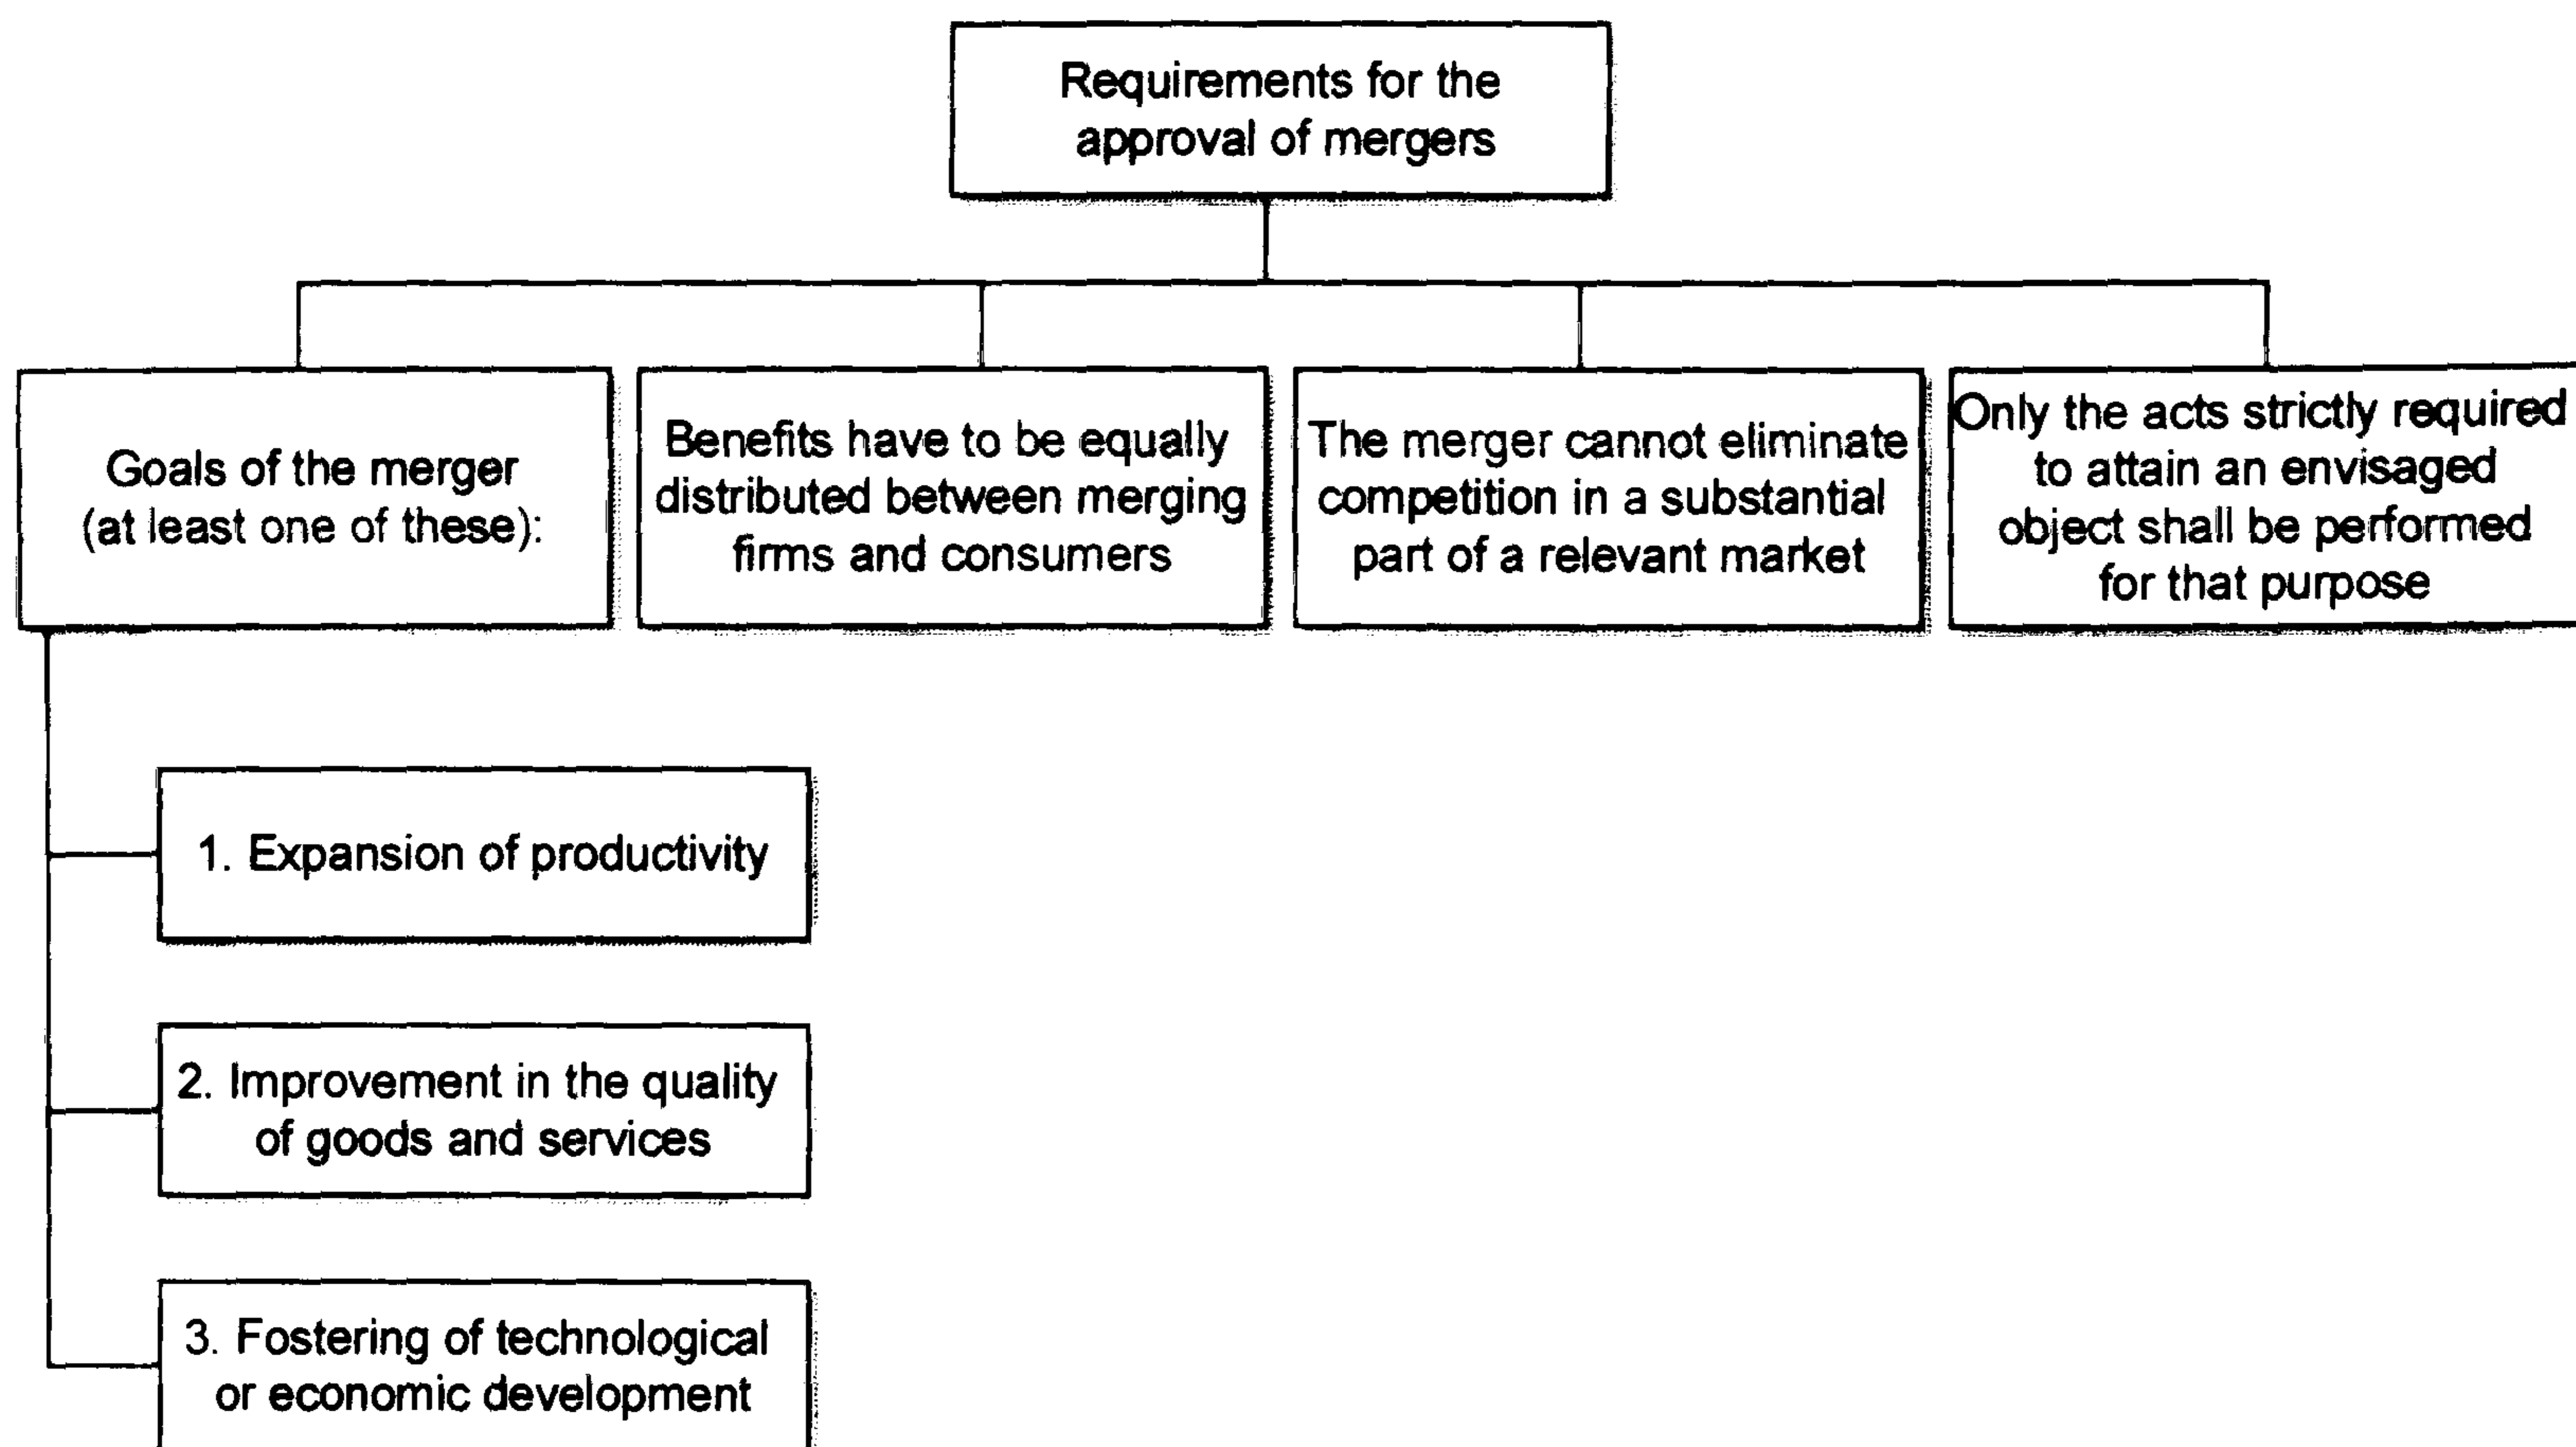 Requirements for the
approval of mergers
Goals of the merger
(at least one of these):
Benefits have to be equally
distributed between merging
firms and consumers
The merger cannot eliminate
competition in a substantial
part of a relevant market
Only the acts strictly required
to attain an envisaged
object shall be performed
for that purpose
1. Expansion of productivity
2. Improvement in the quality
of goods and services
3. Fostering of technological
or economic development